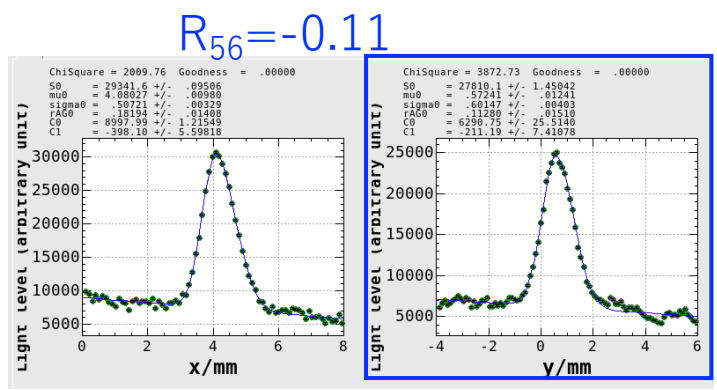 R56=-0.11
ChiSquare = 2009.76 Goodness = .00000
S0 = 29341.6 +/- .09506
mu0 = 4.08027 +/- .00980
sigma0 = .50721 +/- .00329
rAG0 = .18194 +/- .01408
C0 = 8997.99 +/- 1.21549
C1 = -398.10 +/- 5.59818
Light level (arbitrary unit)
30000
25000
20000
15000
10000
5000
0 2 4 6 8
x/mm
ChiSquare = 3872.73 Goodness = .00000
S0 = 27810.1 +/- 1.45042
mu0 = .57241 +/- .01241
sigma0 = .60147 +/- .00403
rAG0 = .11280 +/- .01510
C0 = 6290.75 +/- 25.5140
C1 = -211.19 +/- 7.41078
Light level (arbitrary unit)
25000
20000
15000
10000
5000
-4 -2 0 2 4 6
y/mm